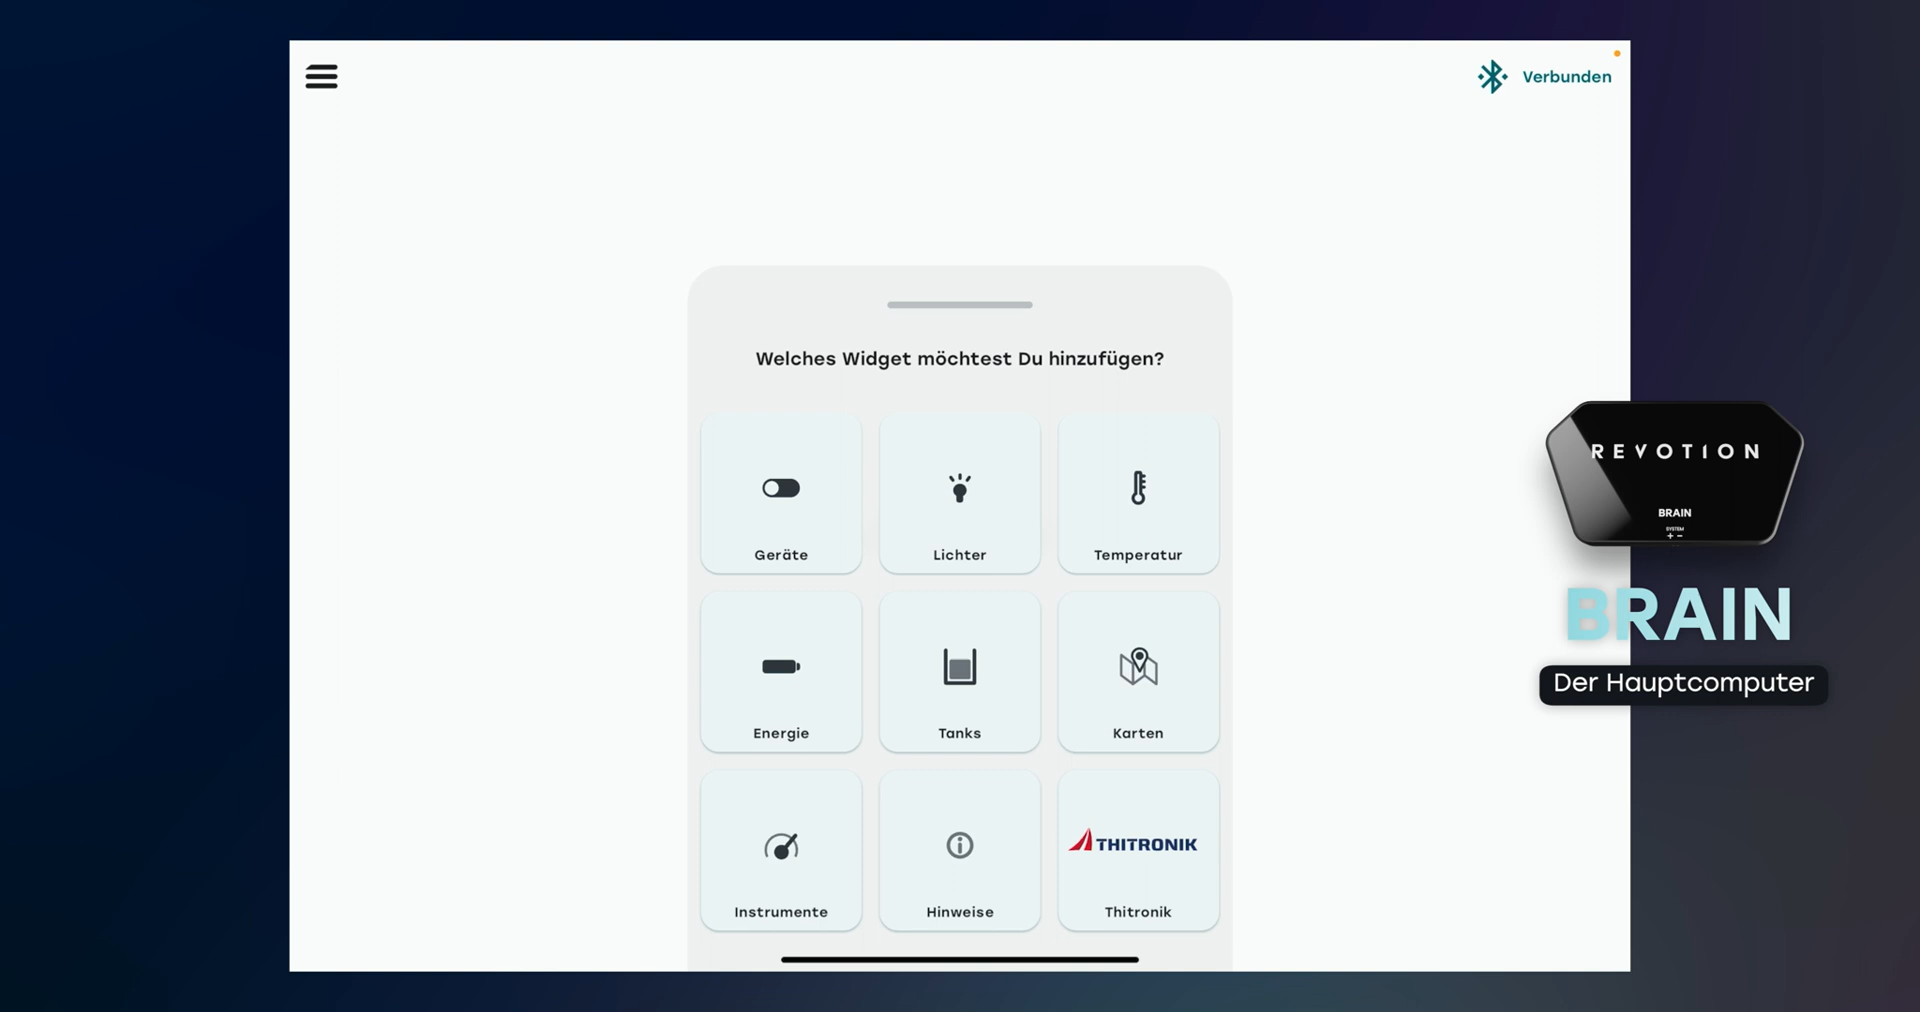 Verbunden
Welches Widget möchtest Du hinzufügen?
Geräte
Lichter
Temperatur
Energie
Tanks
Karten
THITRONIK
Instrumente
Hinweise
Thitronik
REVOTION
BRAIN
SYSTEM
+ −
BRAIN
Der Hauptcomputer